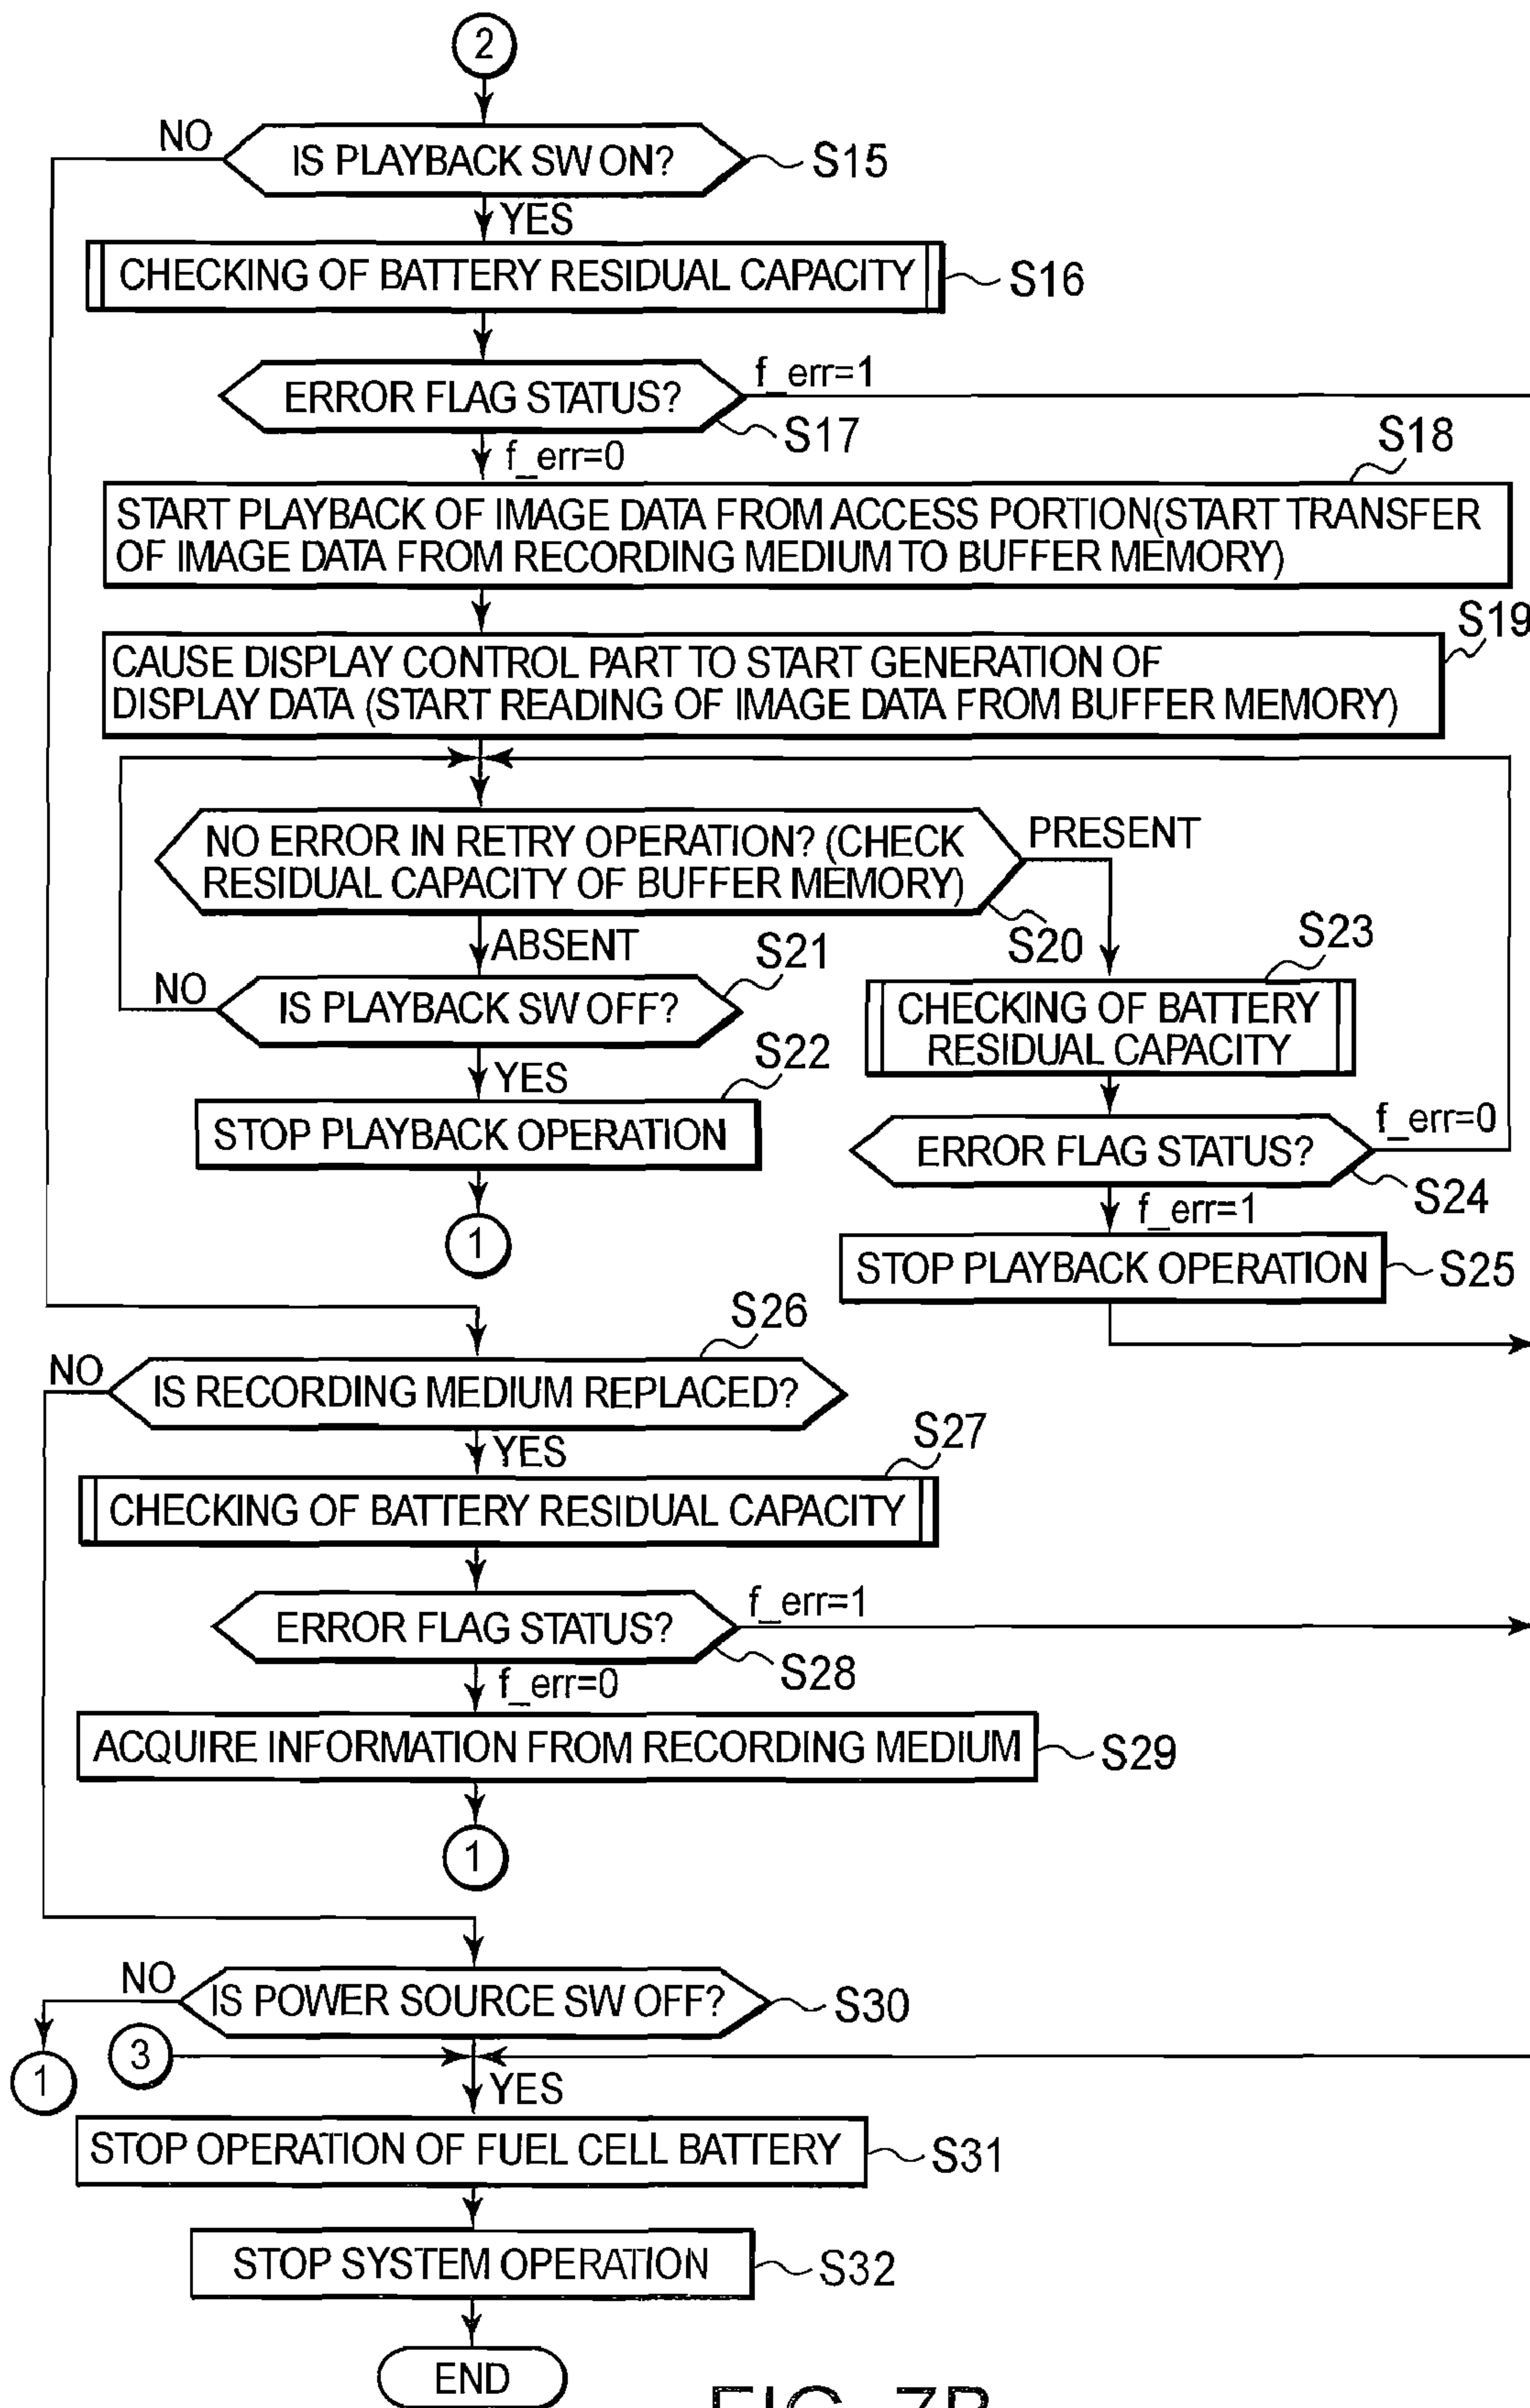 2
NO
IS PLAYBACK SW ON?
S15
YES
CHECKING OF BATTERY RESIDUAL CAPACITY
S16
f_err=1
ERROR FLAG STATUS?
S17
f_err=0
S18
START PLAYBACK OF IMAGE DATA FROM ACCESS PORTION(START TRANSFER
OF IMAGE DATA FROM RECORDING MEDIUM TO BUFFER MEMORY)
S19
CAUSE DISPLAY CONTROL PART TO START GENERATION OF
DISPLAY DATA (START READING OF IMAGE DATA FROM BUFFER MEMORY)
NO ERROR IN RETRY OPERATION? (CHECK
RESIDUAL CAPACITY OF BUFFER MEMORY)
PRESENT
S20
ABSENT
S21
NO
IS PLAYBACK SW OFF?
S23
CHECKING OF BATTERY
RESIDUAL CAPACITY
YES
S22
STOP PLAYBACK OPERATION
f_err=0
ERROR FLAG STATUS?
S24
f_err=1
1
STOP PLAYBACK OPERATION
S25
S26
NO
IS RECORDING MEDIUM REPLACED?
YES
S27
CHECKING OF BATTERY RESIDUAL CAPACITY
f_err=1
ERROR FLAG STATUS?
S28
f_err=0
ACQUIRE INFORMATION FROM RECORDING MEDIUM
S29
1
NO
IS POWER SOURCE SW OFF?
S30
1
3
YES
STOP OPERATION OF FUEL CELL BATTERY
S31
STOP SYSTEM OPERATION
S32
END
FIG. 7B